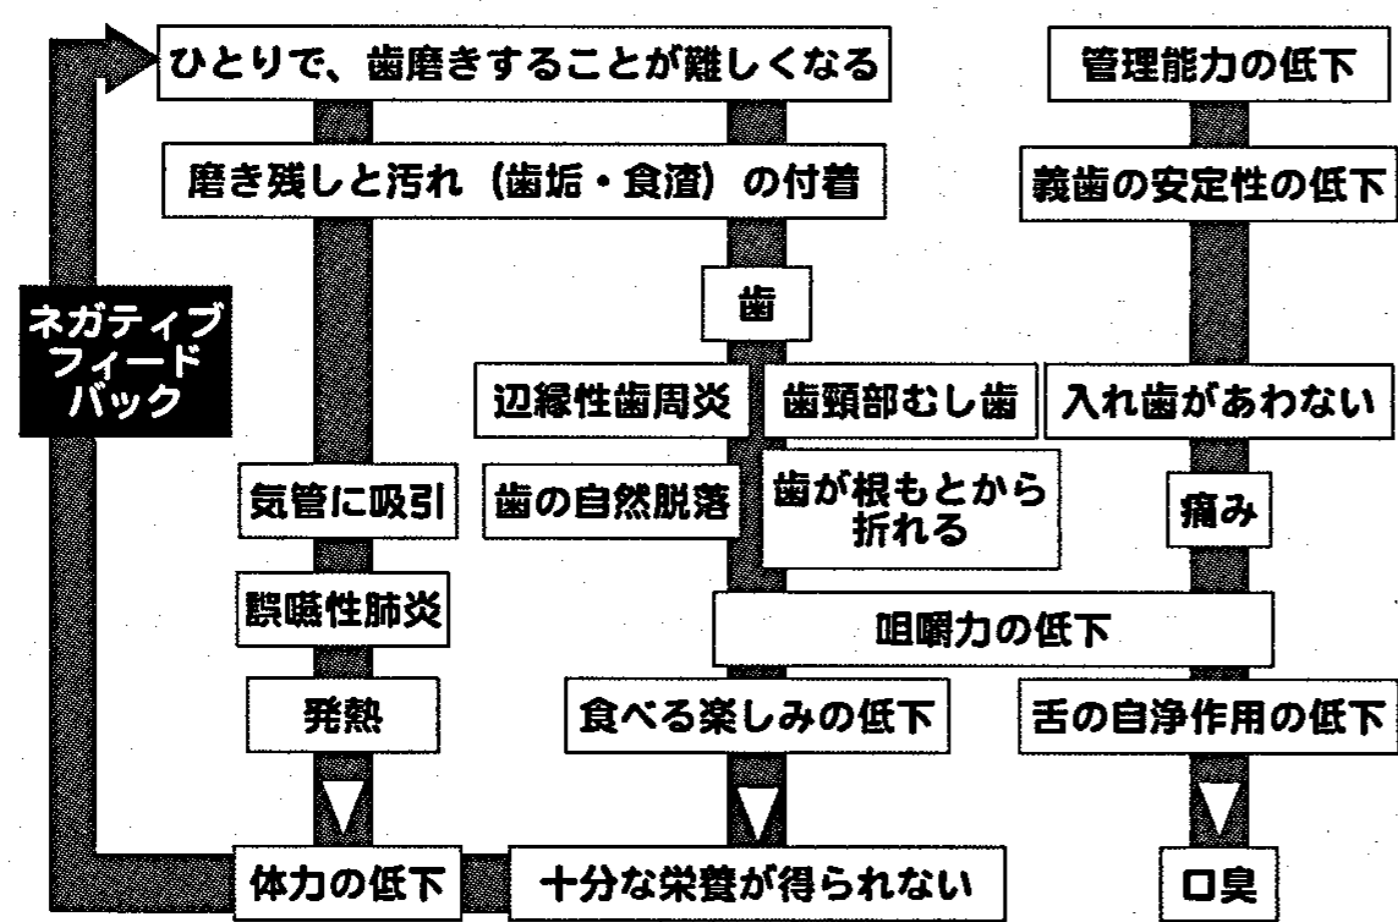 ひとりで、歯磨きすることが難しくなる
管理能力の低下
磨き残しと汚れ（歯垢・食渣）の付着
義歯の安定性の低下
歯
ネガティブ
フィード
バック
辺縁性歯周炎
歯頸部むし歯
入れ歯があわない
気管に吸引
歯の自然脱落
歯が根もとから
折れる
痛み
誤嚥性肺炎
咀嚼力の低下
発熱
食べる楽しみの低下
舌の自浄作用の低下
体力の低下
十分な栄養が得られない
口臭